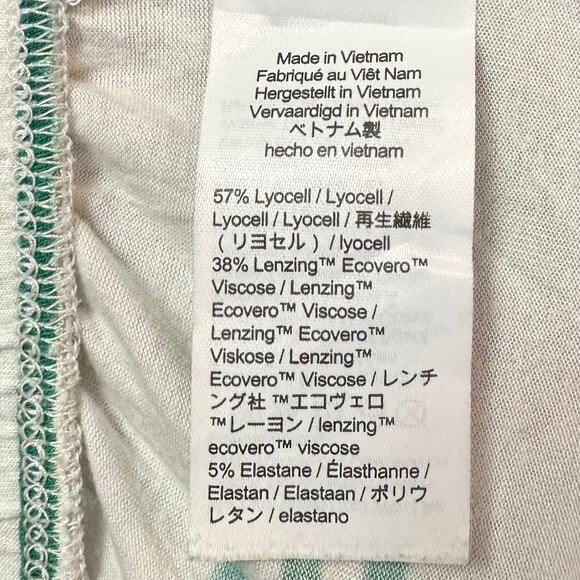 Made in Vietnam
Fabriqué au Viêt Nam
Hergestellt in Vietnam
Vervaardigd in Vietnam
ベトナム製
hecho en vietnam
57% Lyocell / Lyocell /
Lyocell / Lyocell / 再生繊維
( リヨセル ) / lyocell
38% Lenzing™ Ecovero™
Viscose / Lenzing™
Ecovero™ Viscose /
Lenzing™ Ecovero™
Viskose / Lenzing™
Ecovero™ Viscose / レンチ
ング社 ™エコヴェロ
™レーヨン / lenzing™
ecovero™ viscose
5% Elastane / Élasthanne /
Elastan / Elastaan / ポリウ
レタン / elastano